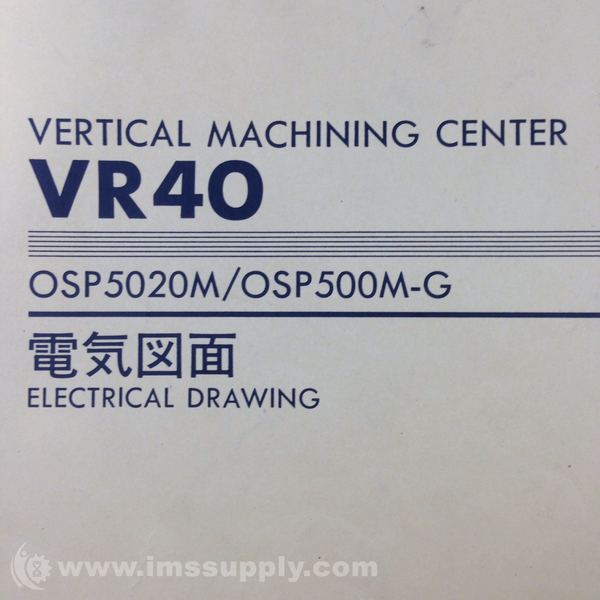 VERTICAL MACHINING CENTER
VR40
OSP5020M/OSP500M-G
電気図面
ELECTRICAL DRAWING
www.imssupply.com